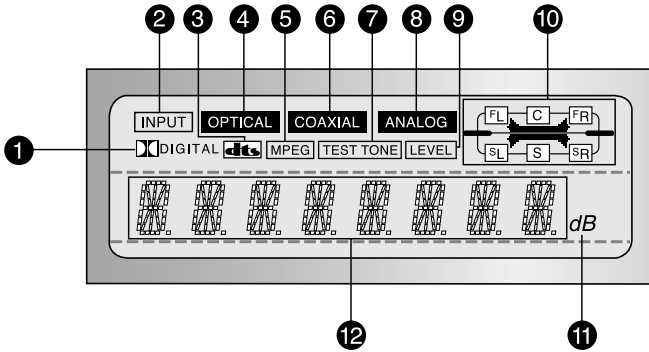 2 3 4 5 6 7 8 9 10
INPUT OPTICAL COAXIAL ANALOG
FL C FR
1 DIGITAL dts MPEG TEST TONE LEVEL
SL S SR
dB
12 11